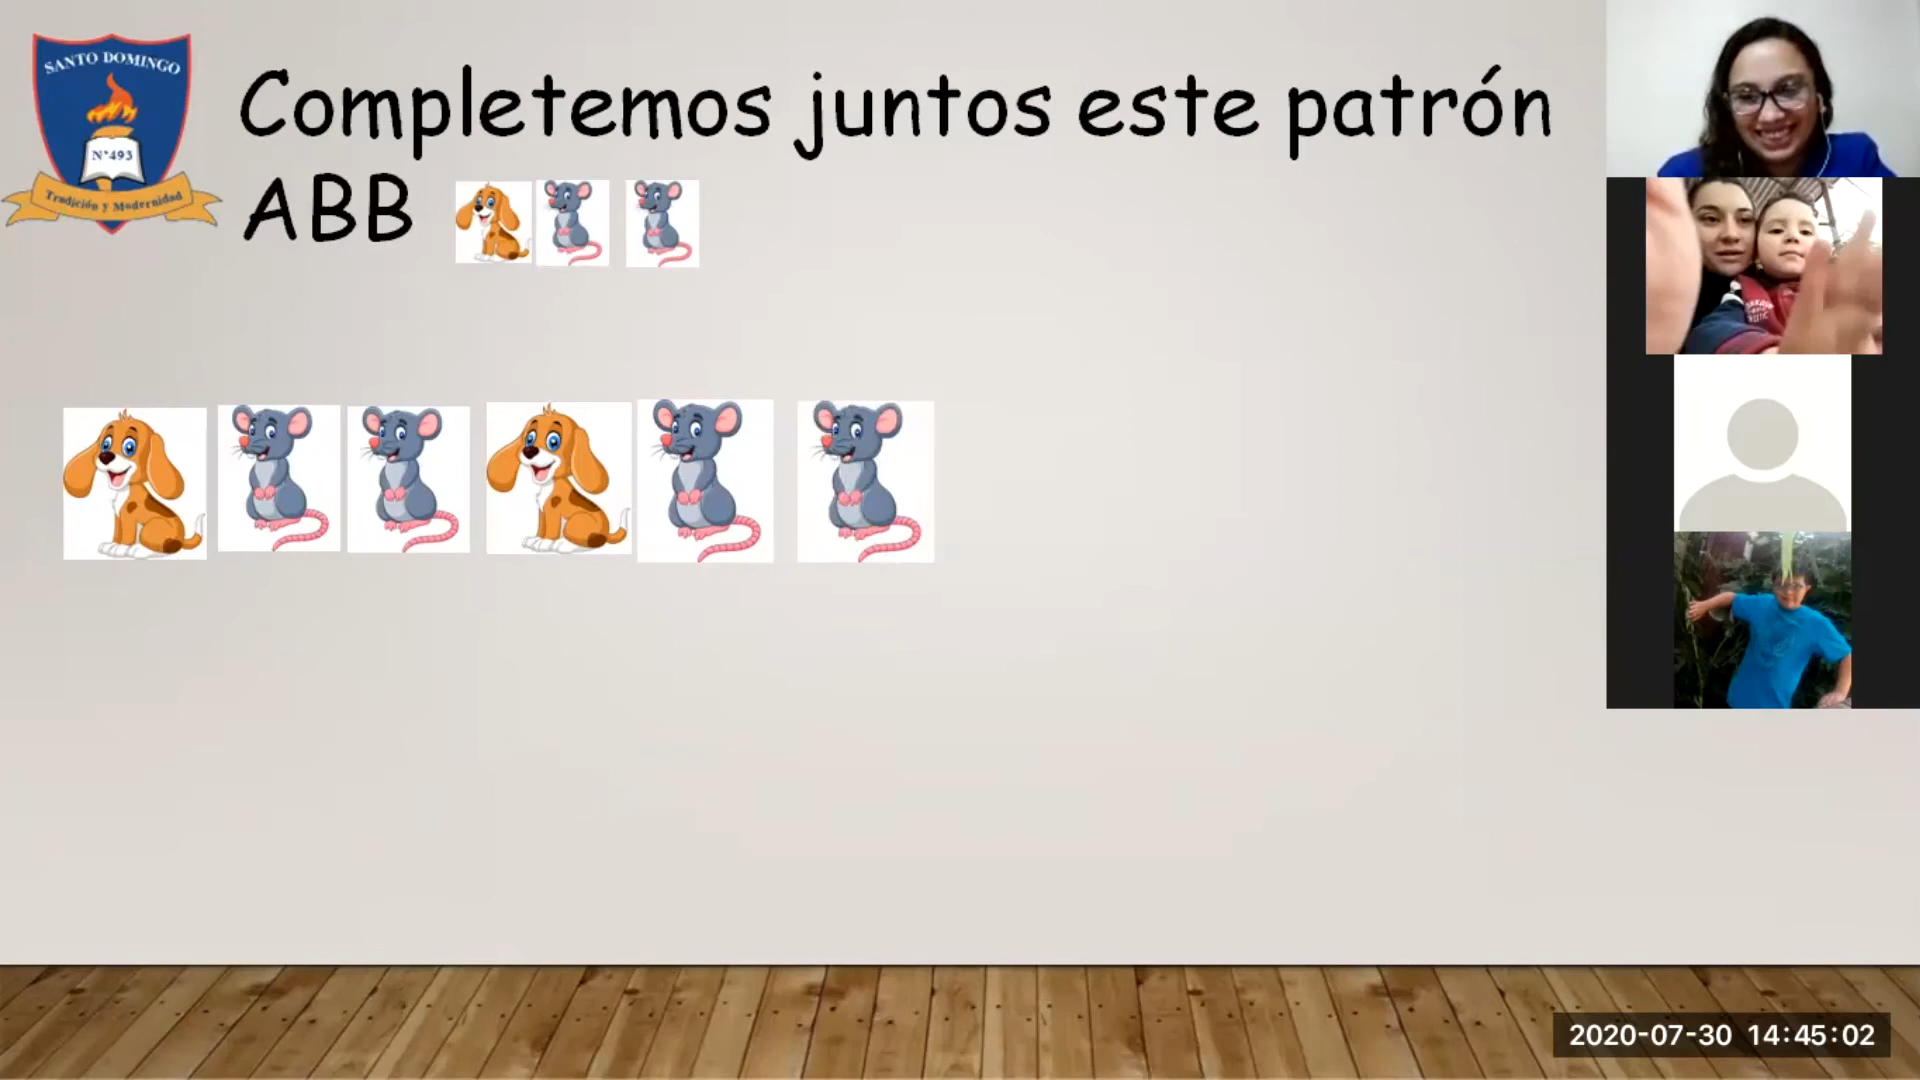 SANTO DOMINGO
N°493
Tradición y Modernidad
Completemos juntos este patrón
ABB
2020-07-30 14:45:02